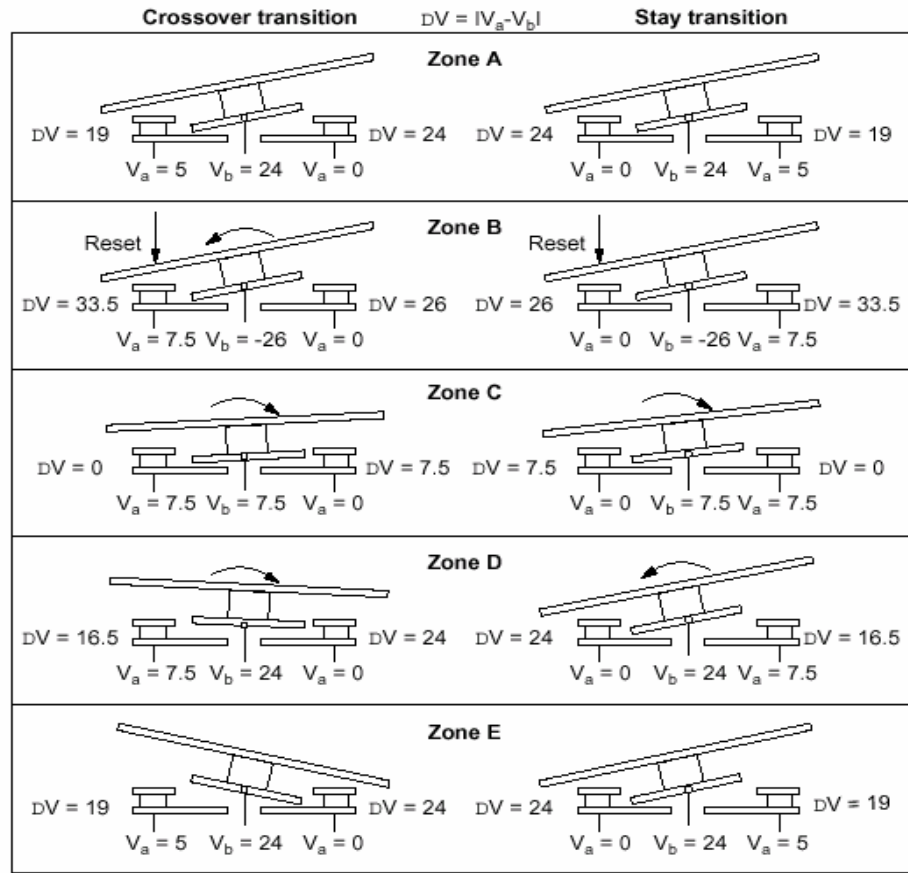 Crossover transition DV = |Va-Vb| Stay transition
Zone A
DV = 19 DV = 24 DV = 24 DV = 19
Va = 5 Vb = 24 Va = 0 Va = 0 Vb = 24 Va = 5
Zone B
Reset Reset
DV = 33.5 DV = 26 DV = 26 DV = 33.5
Va = 7.5 Vb = -26 Va = 0 Va = 0 Vb = -26 Va = 7.5
Zone C
DV = 0 DV = 7.5 DV = 7.5 DV = 0
Va = 7.5 Vb = 7.5 Va = 0 Va = 0 Vb = 7.5 Va = 7.5
Zone D
DV = 16.5 DV = 24 DV = 24 DV = 16.5
Va = 7.5 Vb = 24 Va = 0 Va = 0 Vb = 24 Va = 7.5
Zone E
DV = 19 DV = 24 DV = 24 DV = 19
Va = 5 Vb = 24 Va = 0 Va = 0 Vb = 24 Va = 5